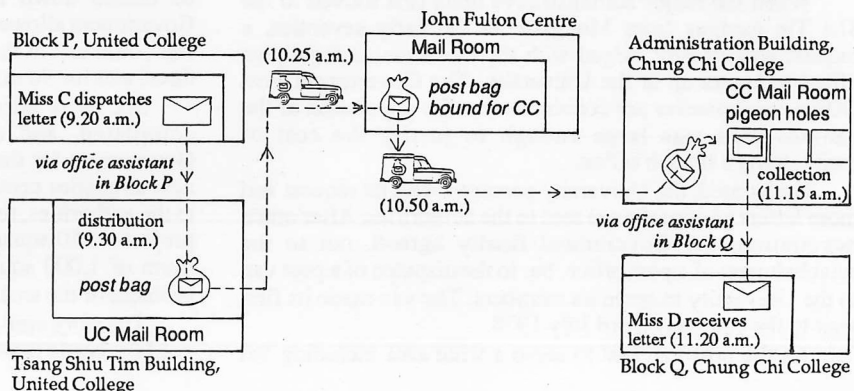 Block P, United College
Miss C dispatches
letter (9.20 a.m.)
via office assistant
in Block P
distribution
(9.30 a.m.)
post bag
UC Mail Room
Tsang Shiu Tim Building,
United College
(10.25 a.m.)
John Fulton Centre
Mail Room
post bag
bound for CC
(10.50 a.m.)
Administration Building,
Chung Chi College
CC Mail Room
pigeon holes
collection
(11.15 a.m.)
via office assistant
in Block Q
Miss D receives
letter (11.20 a.m.)
Block Q, Chung Chi College